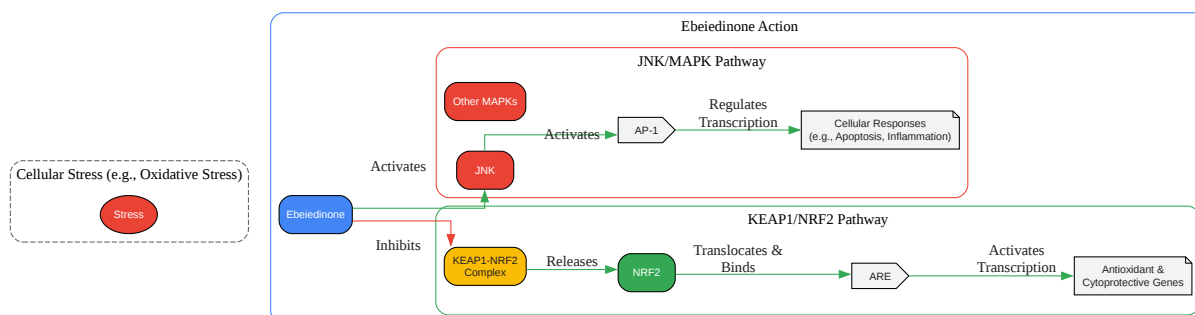 Ebeiedinone Action
JNK/MAPK Pathway
Other MAPKs
Regulates
Transcription
Activates
AP-1
Cellular Responses
(e.g., Apoptosis, Inflammation)
Activates
JNK
Cellular Stress (e.g., Oxidative Stress)
Stress
Ebeiedinone
KEAP1/NRF2 Pathway
Inhibits
KEAP1-NRF2
Complex
Releases
NRF2
Translocates &
Binds
ARE
Activates
Transcription
Antioxidant &
Cytoprotective Genes